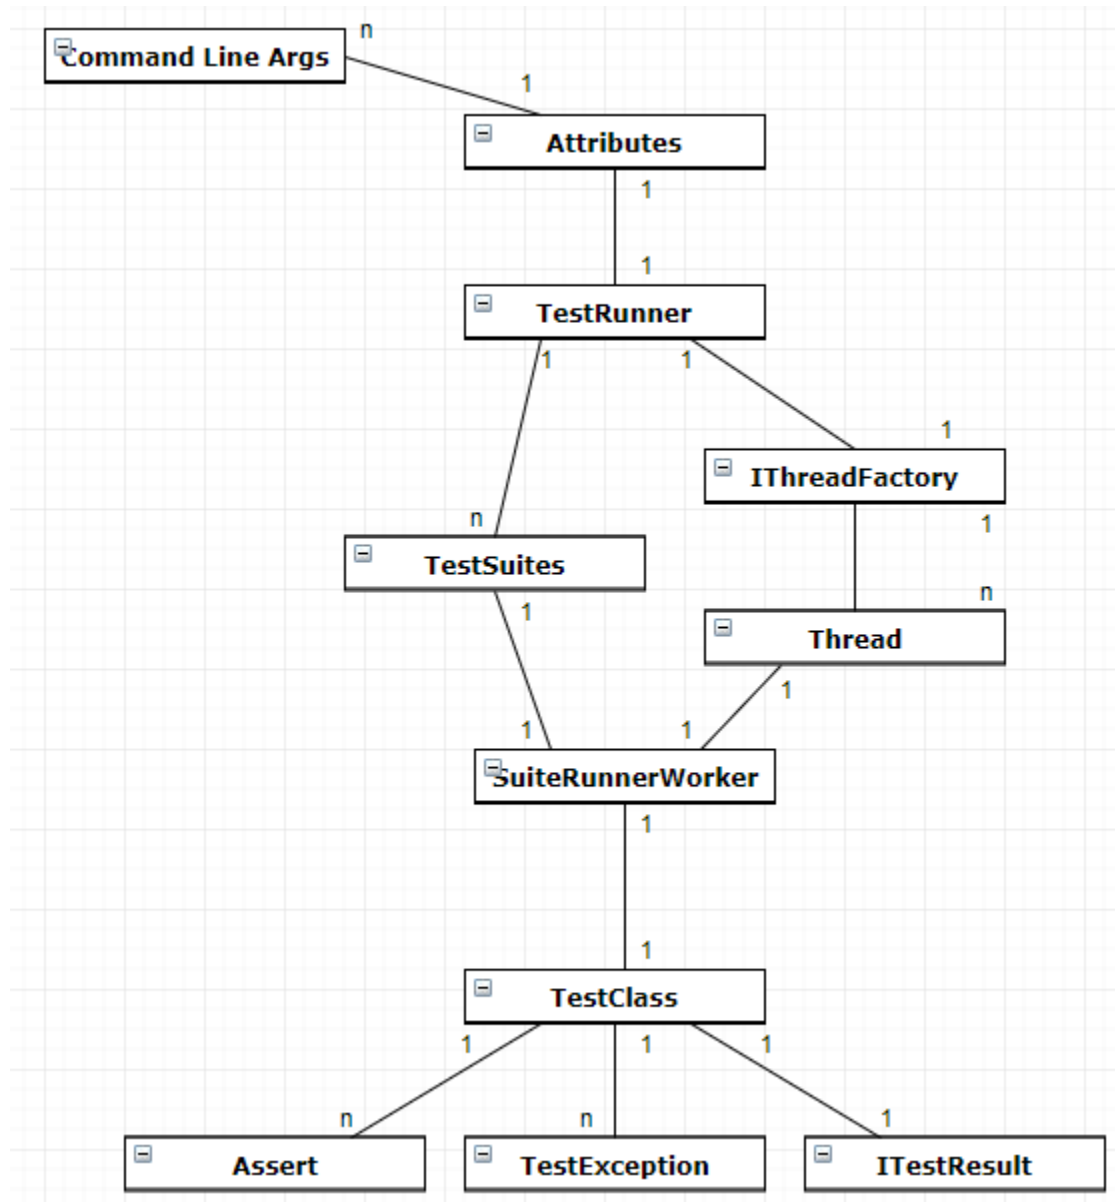 n
Command Line Args
1
Attributes
1
1
TestRunner
1
1
1
IThreadFactory
n
1
TestSuites
n
1
Thread
1
1
1
SuiteRunnerWorker
1
1
TestClass
1
1
1
n
n
1
Assert
TestException
ITestResult